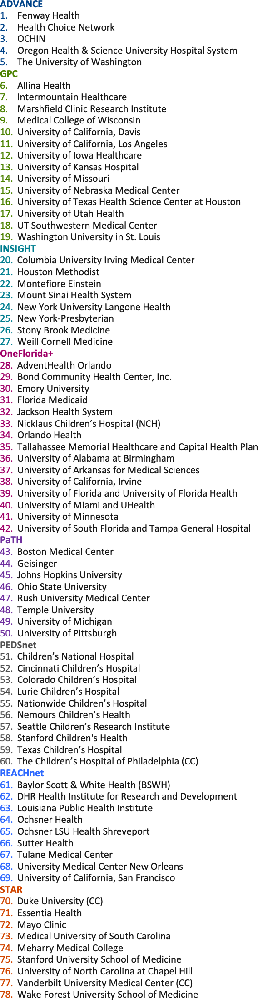 ADVANCE
1. Fenway Health
2. Health Choice Network
3. OCHIN
4. Oregon Health & Science University Hospital System
5. The University of Washington
GPC
6. Allina Health
7. Intermountain Healthcare
8. Marshfield Clinic Research Institute
9. Medical College of Wisconsin
10. University of California, Davis
11. University of California, Los Angeles
12. University of Iowa Healthcare
13. University of Kansas Hospital
14. University of Missouri
15. University of Nebraska Medical Center
16. University of Texas Health Science Center at Houston
17. University of Utah Health
18. UT Southwestern Medical Center
19. Washington University in St. Louis
INSIGHT
20. Columbia University Irving Medical Center
21. Houston Methodist
22. Montefiore Einstein
23. Mount Sinai Health System
24. New York University Langone Health
25. New York-Presbyterian
26. Stony Brook Medicine
27. Weill Cornell Medicine
OneFlorida+
28. AdventHealth Orlando
29. Bond Community Health Center, Inc.
30. Emory University
31. Florida Medicaid
32. Jackson Health System
33. Nicklaus Children’s Hospital (NCH)
34. Orlando Health
35. Tallahassee Memorial Healthcare and Capital Health Plan
36. University of Alabama at Birmingham
37. University of Arkansas for Medical Sciences
38. University of California, Irvine
39. University of Florida and University of Florida Health
40. University of Miami and UHealth
41. University of Minnesota
42. University of South Florida and Tampa General Hospital
PaTH
43. Boston Medical Center
44. Geisinger
45. Johns Hopkins University
46. Ohio State University
47. Rush University Medical Center
48. Temple University
49. University of Michigan
50. University of Pittsburgh
PEDSnet
51. Children’s National Hospital
52. Cincinnati Children’s Hospital
53. Colorado Children’s Hospital
54. Lurie Children’s Hospital
55. Nationwide Children’s Hospital
56. Nemours Children’s Health
57. Seattle Children’s Research Institute
58. Stanford Children's Health
59. Texas Children’s Hospital
60. The Children’s Hospital of Philadelphia (CC)
REACHnet
61. Baylor Scott & White Health (BSWH)
62. DHR Health Institute for Research and Development
63. Louisiana Public Health Institute
64. Ochsner Health
65. Ochsner LSU Health Shreveport
66. Sutter Health
67. Tulane Medical Center
68. University Medical Center New Orleans
69. University of California, San Francisco
STAR
70. Duke University (CC)
71. Essentia Health
72. Mayo Clinic
73. Medical University of South Carolina
74. Meharry Medical College
75. Stanford University School of Medicine
76. University of North Carolina at Chapel Hill
77. Vanderbilt University Medical Center (CC)
78. Wake Forest University School of Medicine